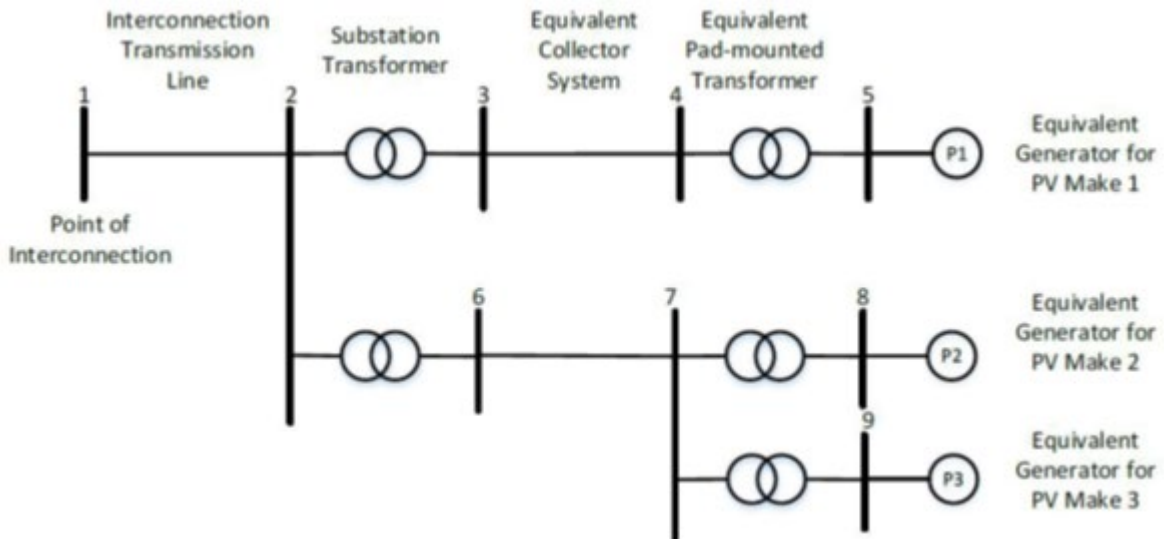 Interconnection
Transmission
Line
Substation
Transformer
Equivalent
Collector
System
Equivalent
Pad-mounted
Transformer
1
2
3
4
5
P1
Equivalent
Generator for
PV Make 1
Point of
Interconnection
6
7
8
P2
Equivalent
Generator for
PV Make 2
9
P3
Equivalent
Generator for
PV Make 3